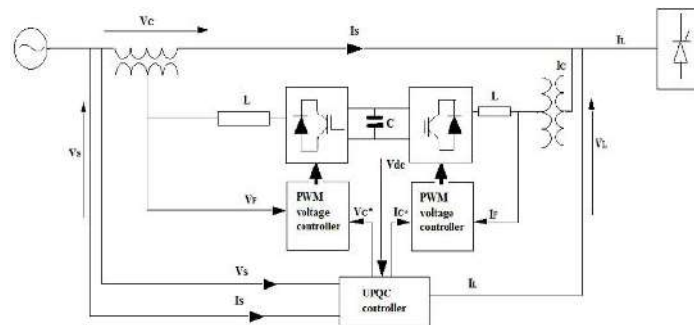 Vc
Is
IL
Ic
L
L
C
Vs
VL
Vdc
PWM
voltage
controller
PWM
voltage
controller
VF
Vc*
Ic*
IF
Vs
Is
UPQC
controller
IL